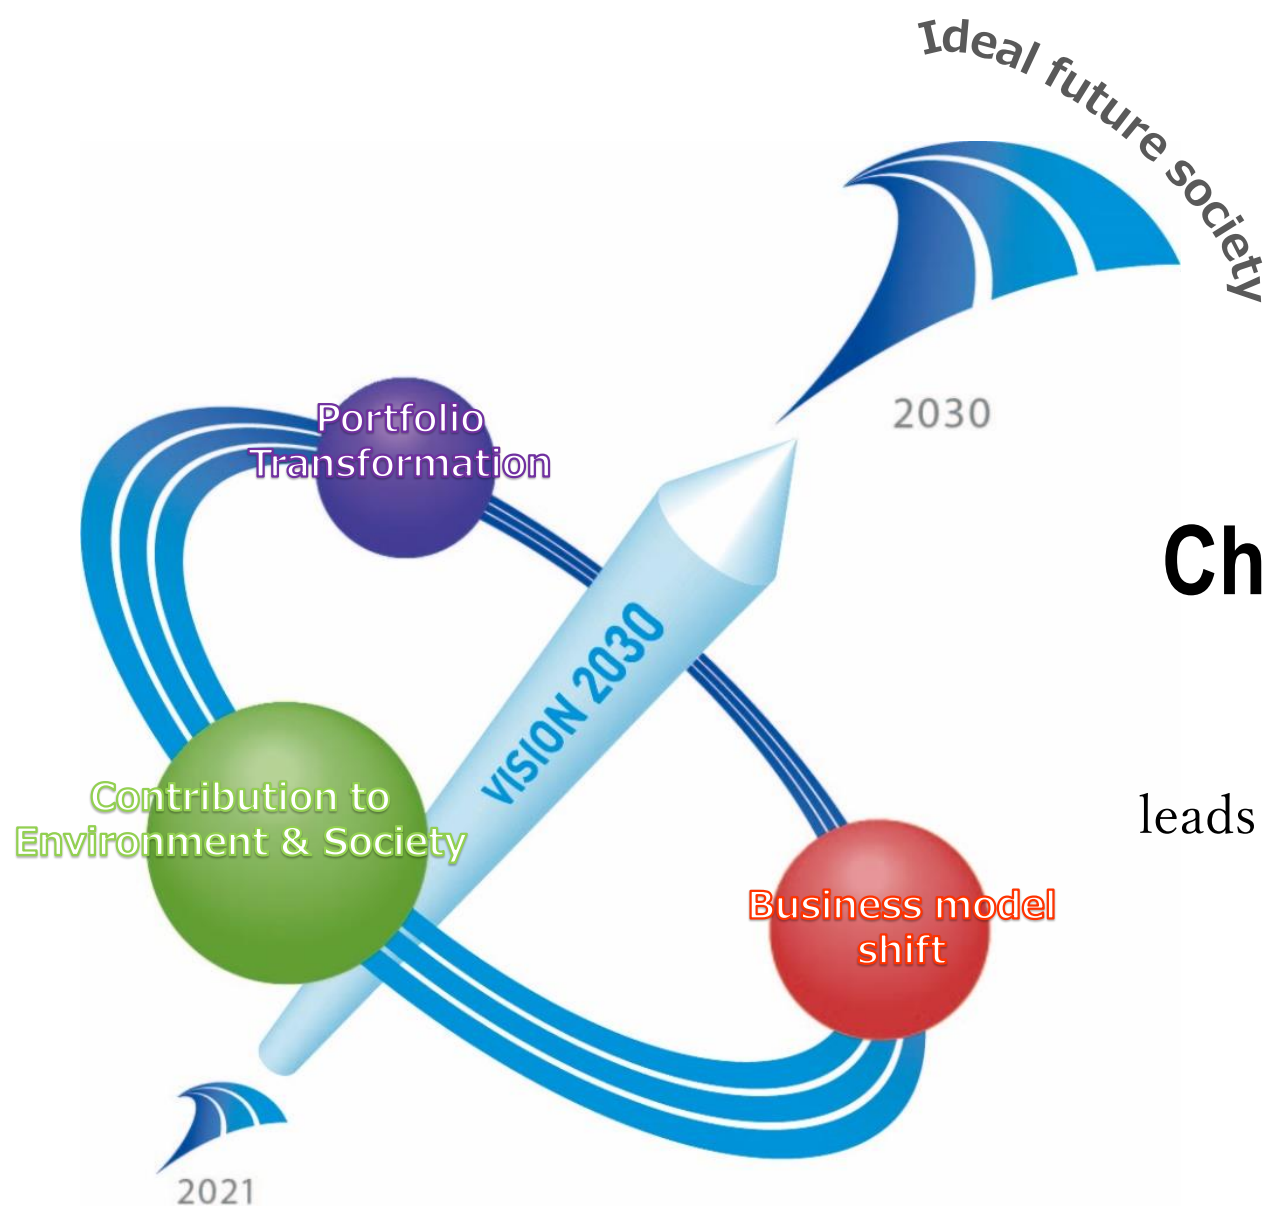 Ideal future society
2030
Portfolio
Transformation
Ch
VISION 2030
Contribution to
Environment & Society
leads
Business model
shift
2021